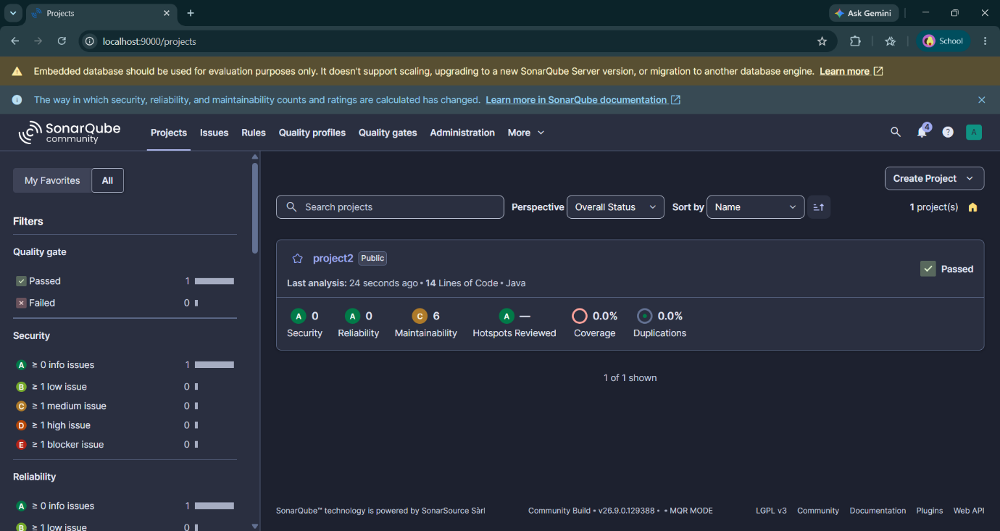 Projects
Ask Gemini
localhost:9000/projects
School
Embedded database should be used for evaluation purposes only. It doesn't support scaling, upgrading to a new SonarQube Server version, or migration to another database engine. Learn more
The way in which security, reliability, and maintainability counts and ratings are calculated has changed. Learn more in SonarQube documentation
SonarQube community
Projects Issues Rules Quality profiles Quality gates Administration More
4
A
My Favorites All
Create Project
Search projects
Perspective Overall Status
Sort by Name
1 project(s)
Filters
Quality gate
Passed 1
Failed 0
Security
A ≥ 0 info issues 1
B ≥ 1 low issue 0
C ≥ 1 medium issue 0
D ≥ 1 high issue 0
E ≥ 1 blocker issue 0
Reliability
A ≥ 0 info issues 1
B ≥ 1 low issue 0
project2 Public
Passed
Last analysis: 24 seconds ago • 14 Lines of Code • Java
A 0 A 0 C 6 A — 0.0% 0.0%
Security Reliability Maintainability Hotspots Reviewed Coverage Duplications
1 of 1 shown
SonarQube™ technology is powered by SonarSource Sàrl
Community Build • v26.9.0.129388 • • MQR MODE
LGPL v3 Community Documentation Plugins Web API